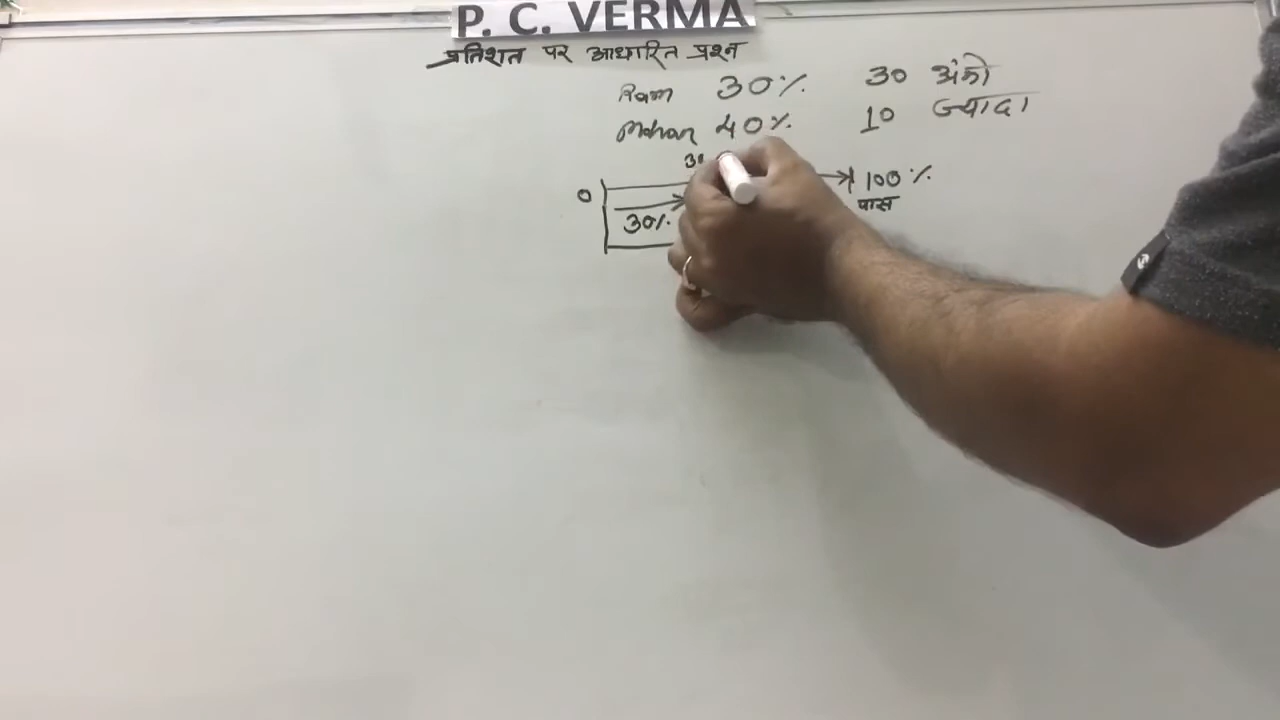 P. C. VERMA
प्रतिशत पर आधारित प्रश्न
Ram 30% 30 अंको
Mohan 40% 10 ज्यादा
0 100%
30% पास